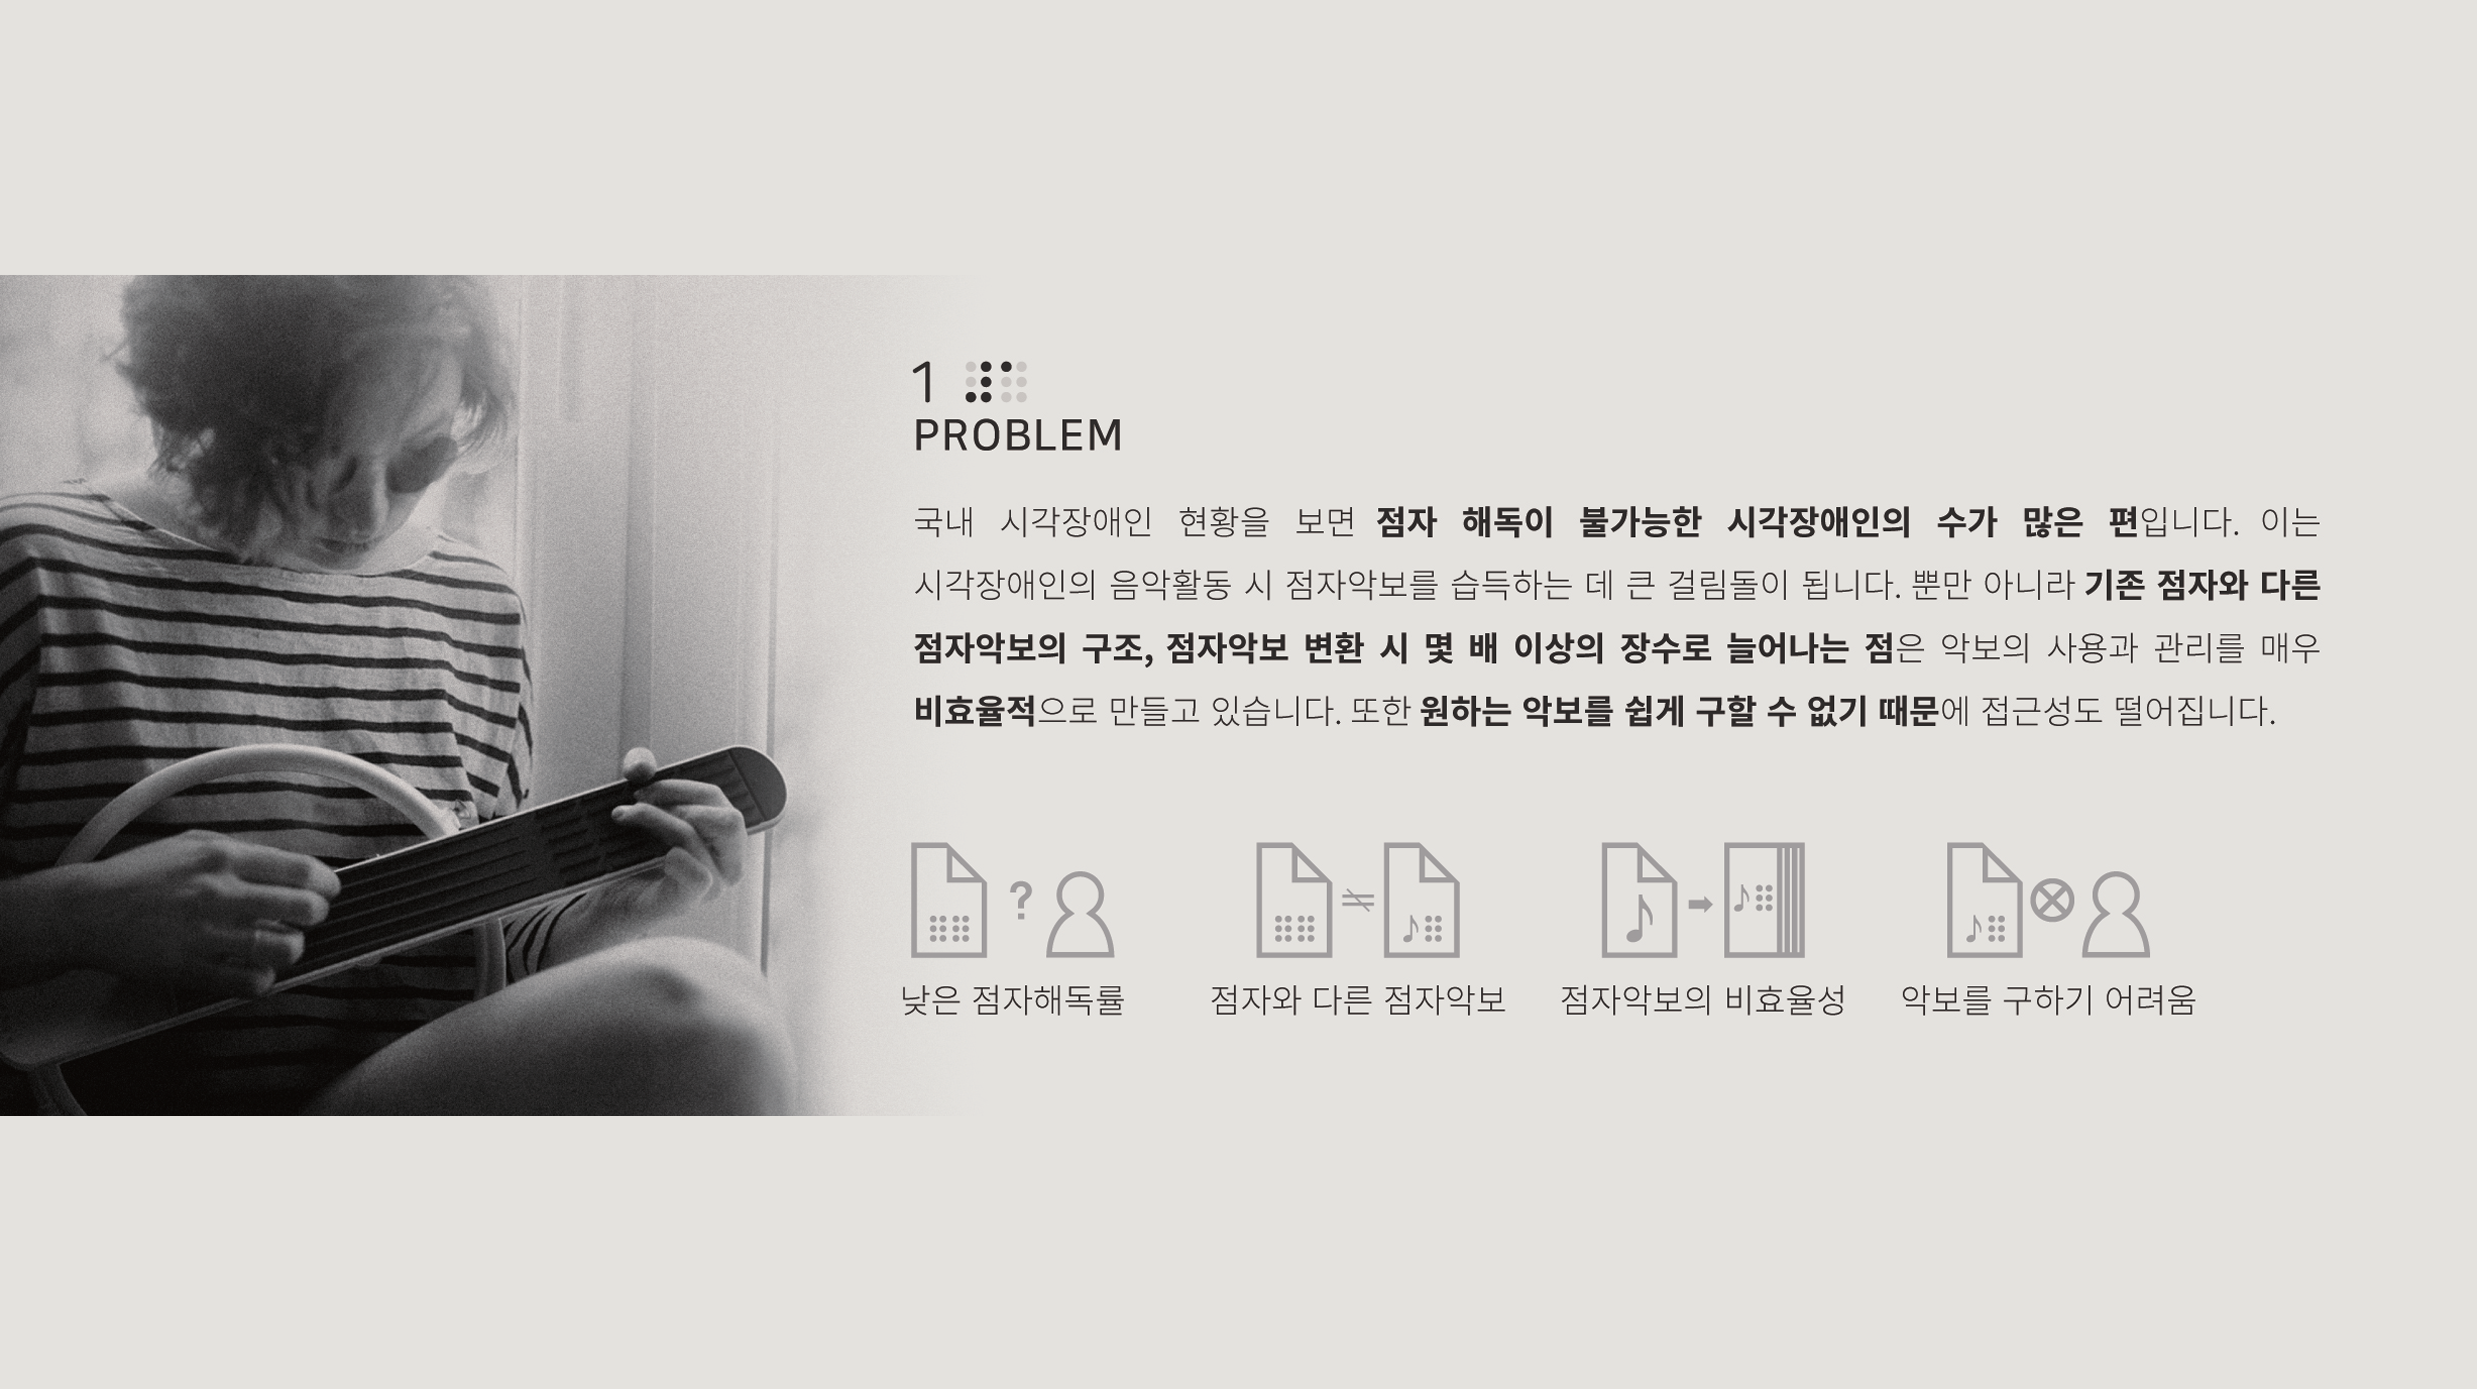 1 ⠼⠁
PROBLEM
국내 시각장애인 현황을 보면 점자 해독이 불가능한 시각장애인의 수가 많은 편입니다. 이는
시각장애인의 음악활동 시 점자악보를 습득하는 데 큰 걸림돌이 됩니다. 뿐만 아니라 기존 점자와 다른
점자악보의 구조, 점자악보 변환 시 몇 배 이상의 장수로 늘어나는 점은 악보의 사용과 관리를 매우
비효율적으로 만들고 있습니다. 또한 원하는 악보를 쉽게 구할 수 없기 때문에 접근성도 떨어집니다.
?
낮은 점자해독률
점자와 다른 점자악보
점자악보의 비효율성
악보를 구하기 어려움